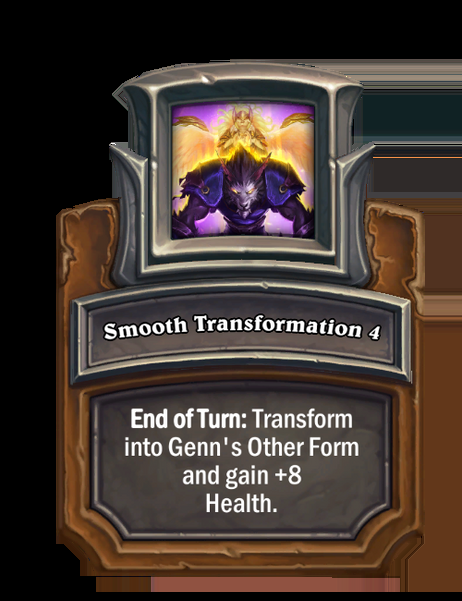 Smooth Transformation 4
End of Turn: Transform
into Genn's Other Form
and gain +8
Health.